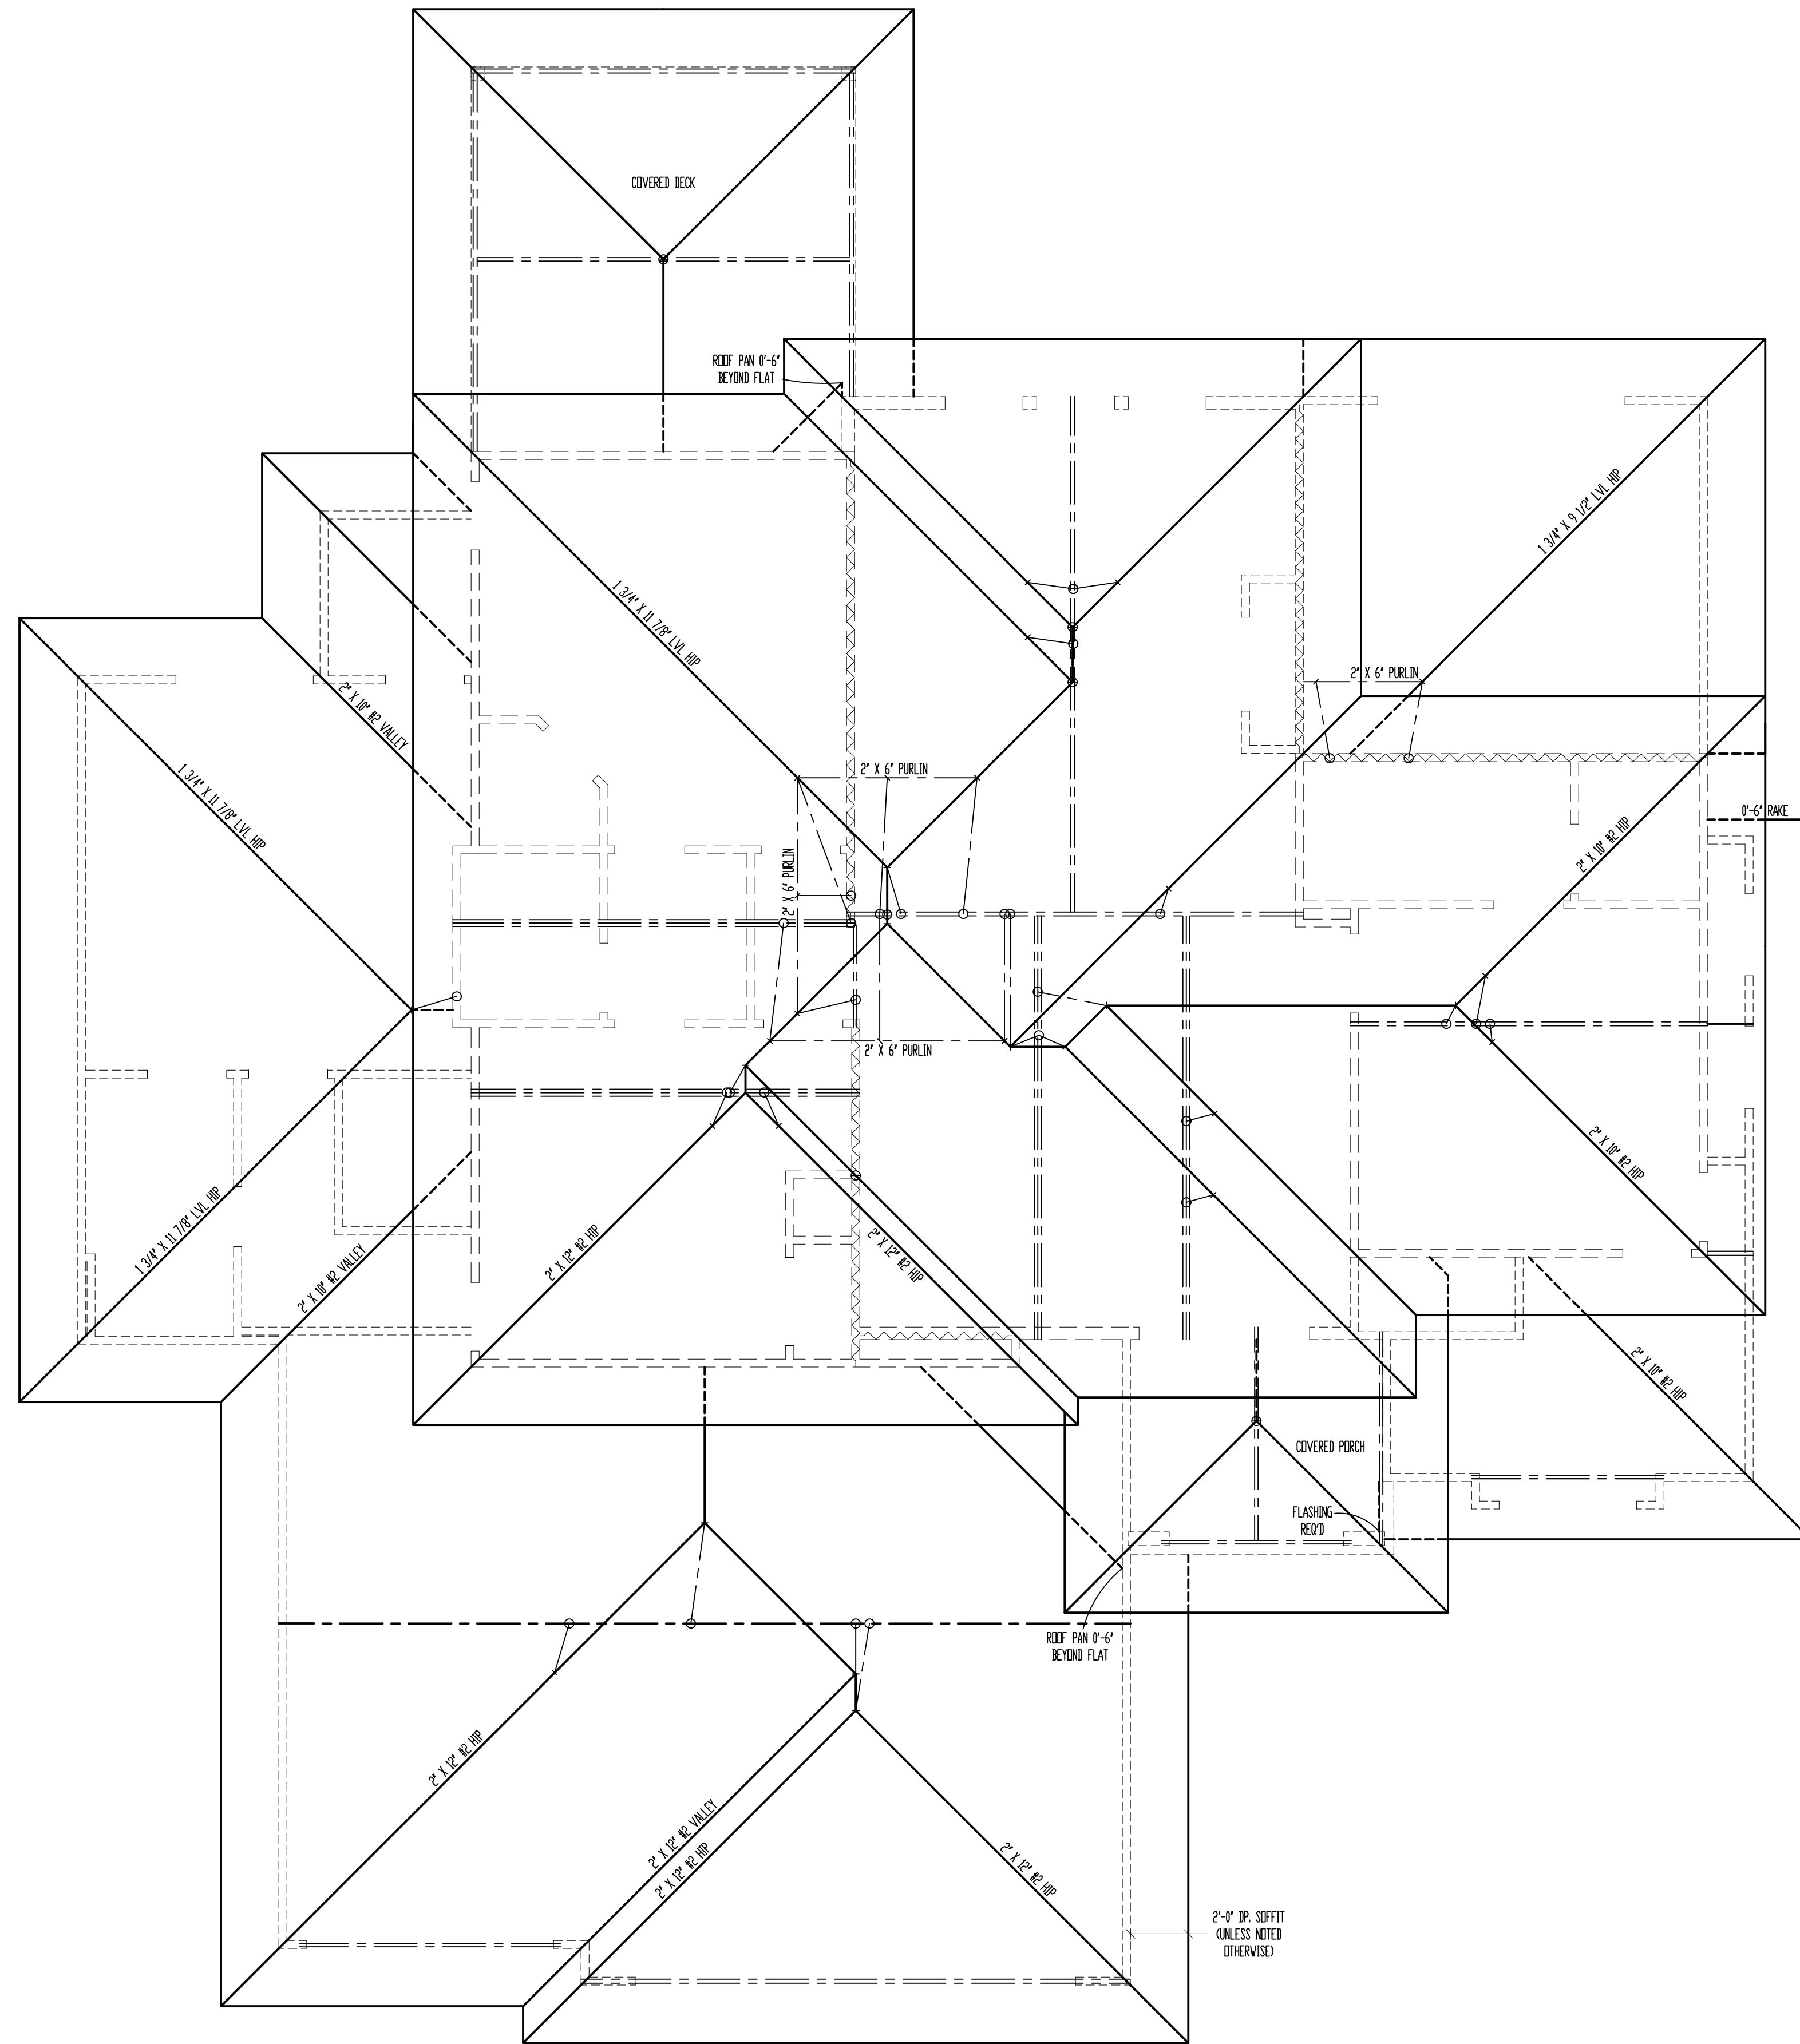 COVERED DECK
ROOF PAN 0'-6"
BEYOND FLAT
1 3/4" X 9 1/2" LVL HIP
1 3/4" X 11 7/8" LVL HIP
2" X 6" PURLIN
2" X 10" #2 VALLEY
1 3/4" X 11 7/8" LVL HIP
2" X 6" PURLIN
0'-6" RAKE
2" X 10" #2 HIP
2" X 6" PURLIN
2" X 6" PURLIN
2" X 10" #2 HIP
1 3/4" X 11 7/8" LVL HIP
2" X 10" #2 VALLEY
2" X 12" #2 HIP
2" X 12" #2 HIP
2" X 10" #2 HIP
COVERED PORCH
FLASHING
REQ'D
ROOF PAN 0'-6"
BEYOND FLAT
2" X 12" #2 HIP
2" X 12" #2 VALLEY
2" X 12" #2 HIP
2" X 12" #2 HIP
2'-0" DP. SOFFIT
(UNLESS NOTED
OTHERWISE)